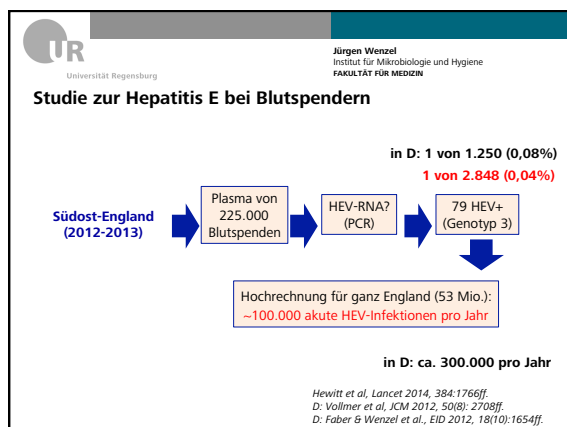 UR
Universität Regensburg
Jürgen Wenzel
Institut für Mikrobiologie und Hygiene
FAKULTÄT FÜR MEDIZIN
Studie zur Hepatitis E bei Blutspendern
in D: 1 von 1.250 (0,08%)
1 von 2.848 (0,04%)
Südost-England
(2012-2013)
Plasma von
225.000
Blutspenden
HEV-RNA?
(PCR)
79 HEV+
(Genotyp 3)
Hochrechnung für ganz England (53 Mio.):
~100.000 akute HEV-Infektionen pro Jahr
in D: ca. 300.000 pro Jahr
Hewitt et al, Lancet 2014, 384:1766ff.
D: Vollmer et al, JCM 2012, 50(8): 2708ff.
D: Faber & Wenzel et al., EID 2012, 18(10):1654ff.